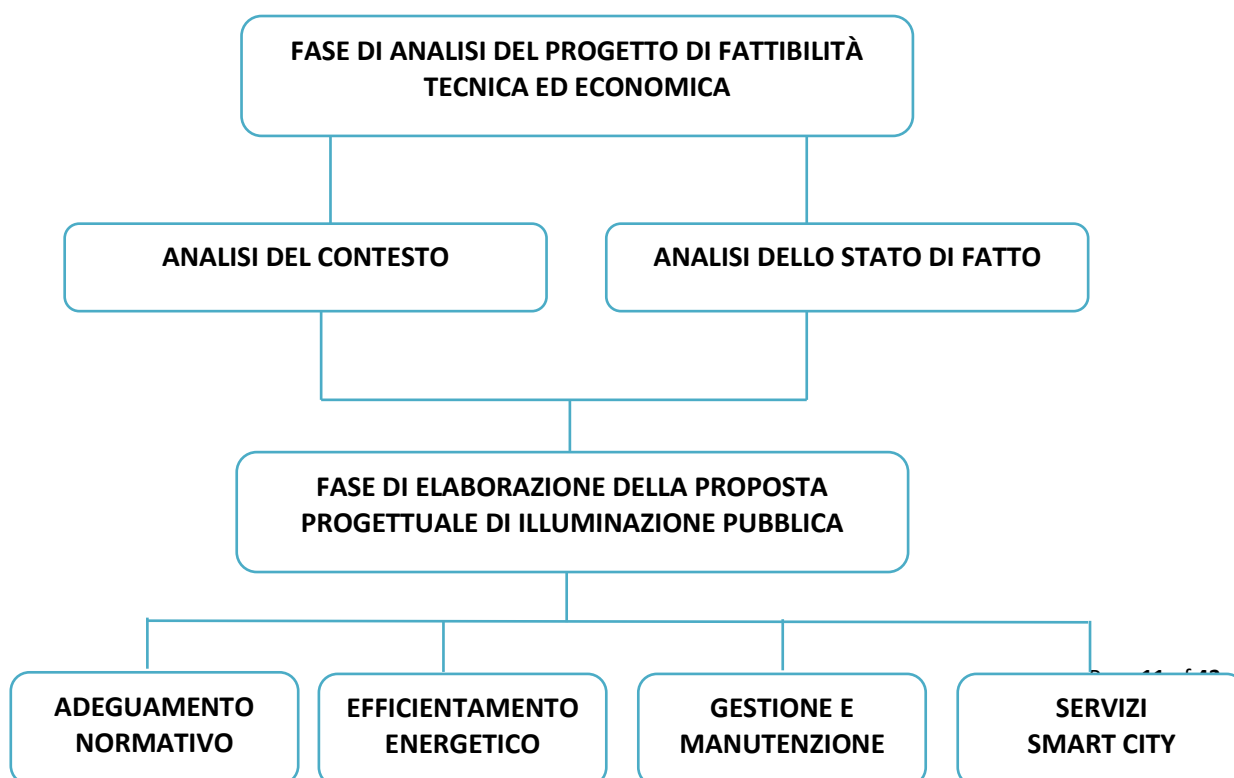 FASE DI ANALISI DEL PROGETTO DI FATTIBILITÀ
TECNICA ED ECONOMICA
ANALISI DEL CONTESTO
ANALISI DELLO STATO DI FATTO
FASE DI ELABORAZIONE DELLA PROPOSTA
PROGETTUALE DI ILLUMINAZIONE PUBBLICA
ADEGUAMENTO
NORMATIVO
EFFICIENTAMENTO
ENERGETICO
GESTIONE E
MANUTENZIONE
SERVIZI
SMART CITY